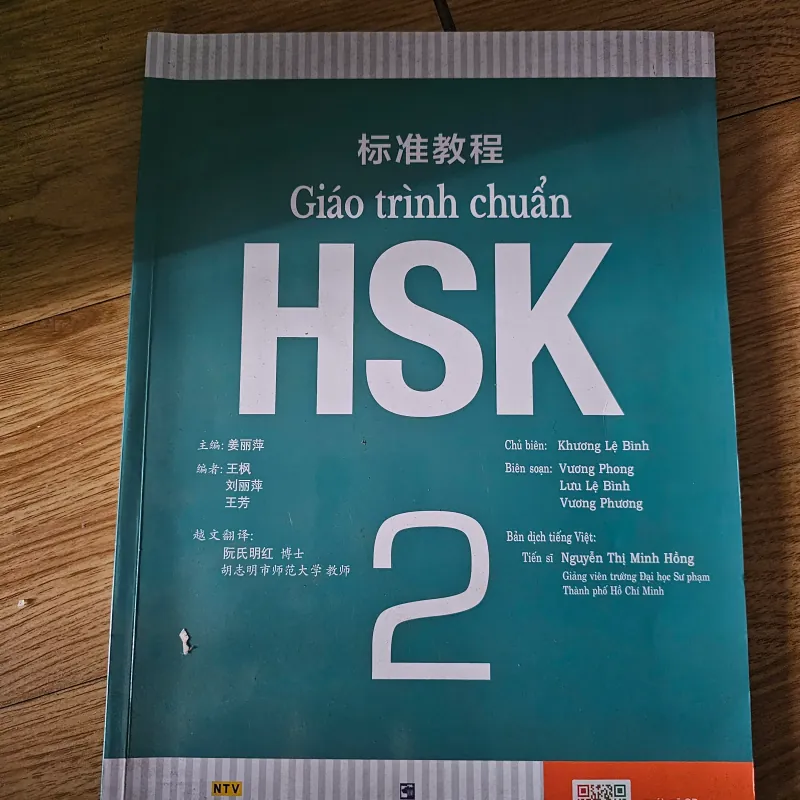 标准教程
Giáo trình chuẩn
HSK
主编: 姜丽萍
编者: 王枫
刘丽萍
王芳
越文翻译:
阮氏明红 博士
胡志明市师范大学 教师
Chủ biên: Khương Lệ Bình
Biên soạn: Vương Phong
Lưu Lệ Bình
Vương Phương
Bản dịch tiếng Việt:
Tiến sĩ Nguyễn Thị Minh Hồng
Giảng viên trường Đại học Sư phạm
Thành phố Hồ Chí Minh
2
NTV